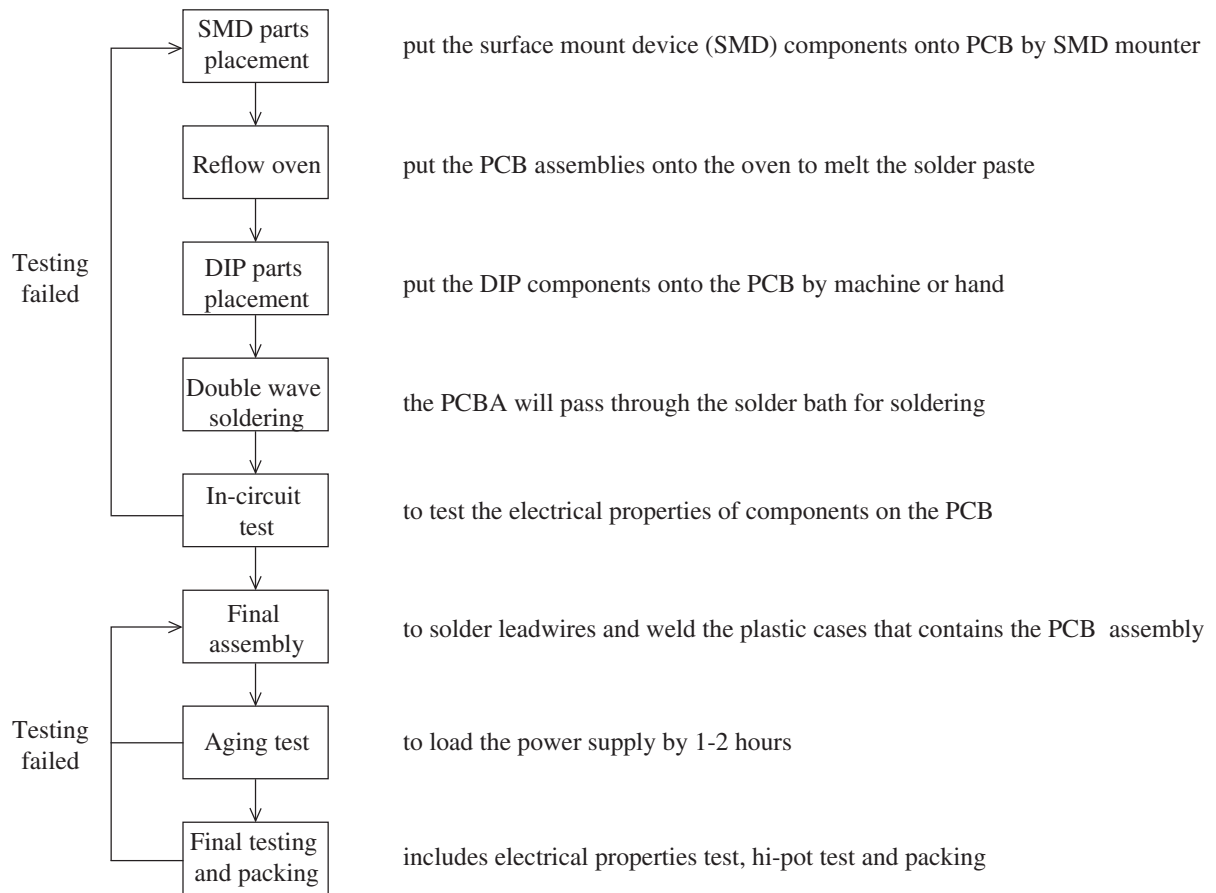 SMD parts
placement
put the surface mount device (SMD) components onto PCB by SMD mounter
Reflow oven
put the PCB assemblies onto the oven to melt the solder paste
Testing
failed
DIP parts
placement
put the DIP components onto the PCB by machine or hand
Double wave
soldering
the PCBA will pass through the solder bath for soldering
In-circuit
test
to test the electrical properties of components on the PCB
Final
assembly
to solder leadwires and weld the plastic cases that contains the PCB assembly
Testing
failed
Aging test
to load the power supply by 1-2 hours
Final testing
and packing
includes electrical properties test, hi-pot test and packing